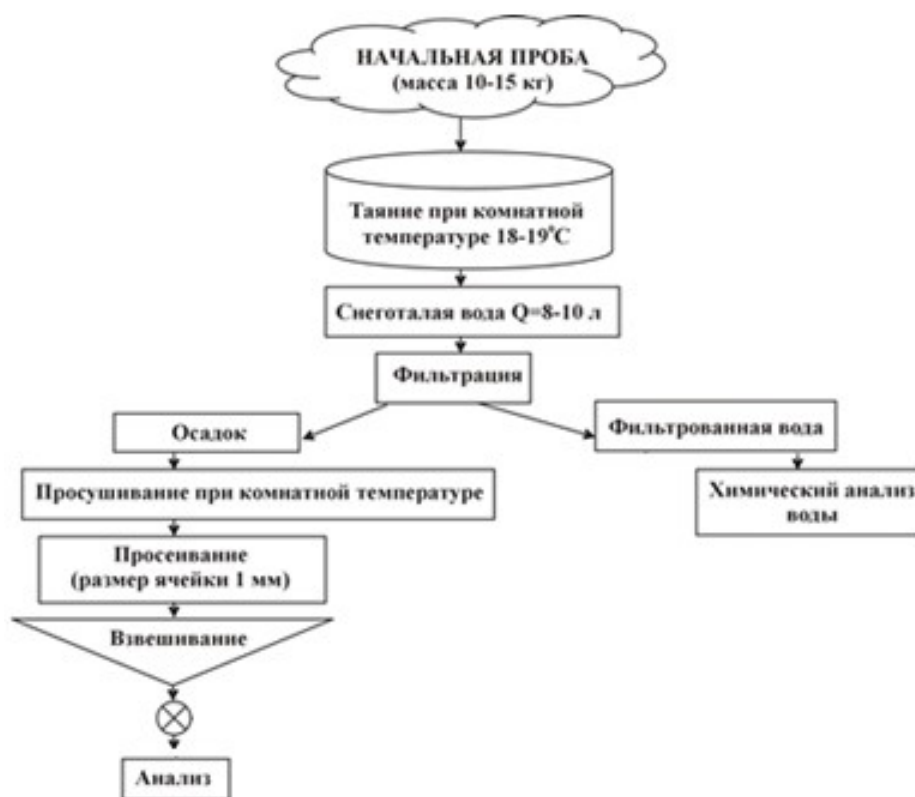 НАЧАЛЬНАЯ ПРОБА
(масса 10-15 кг)
Таяние при комнатной
температуре 18-19°С
Снеготалая вода Q=8-10 л
Фильтрация
Осадок
Фильтрованная вода
Просушивание при комнатной температуре
Химический анализ
воды
Просеивание
(размер ячейки 1 мм)
Взвешивание
Анализ